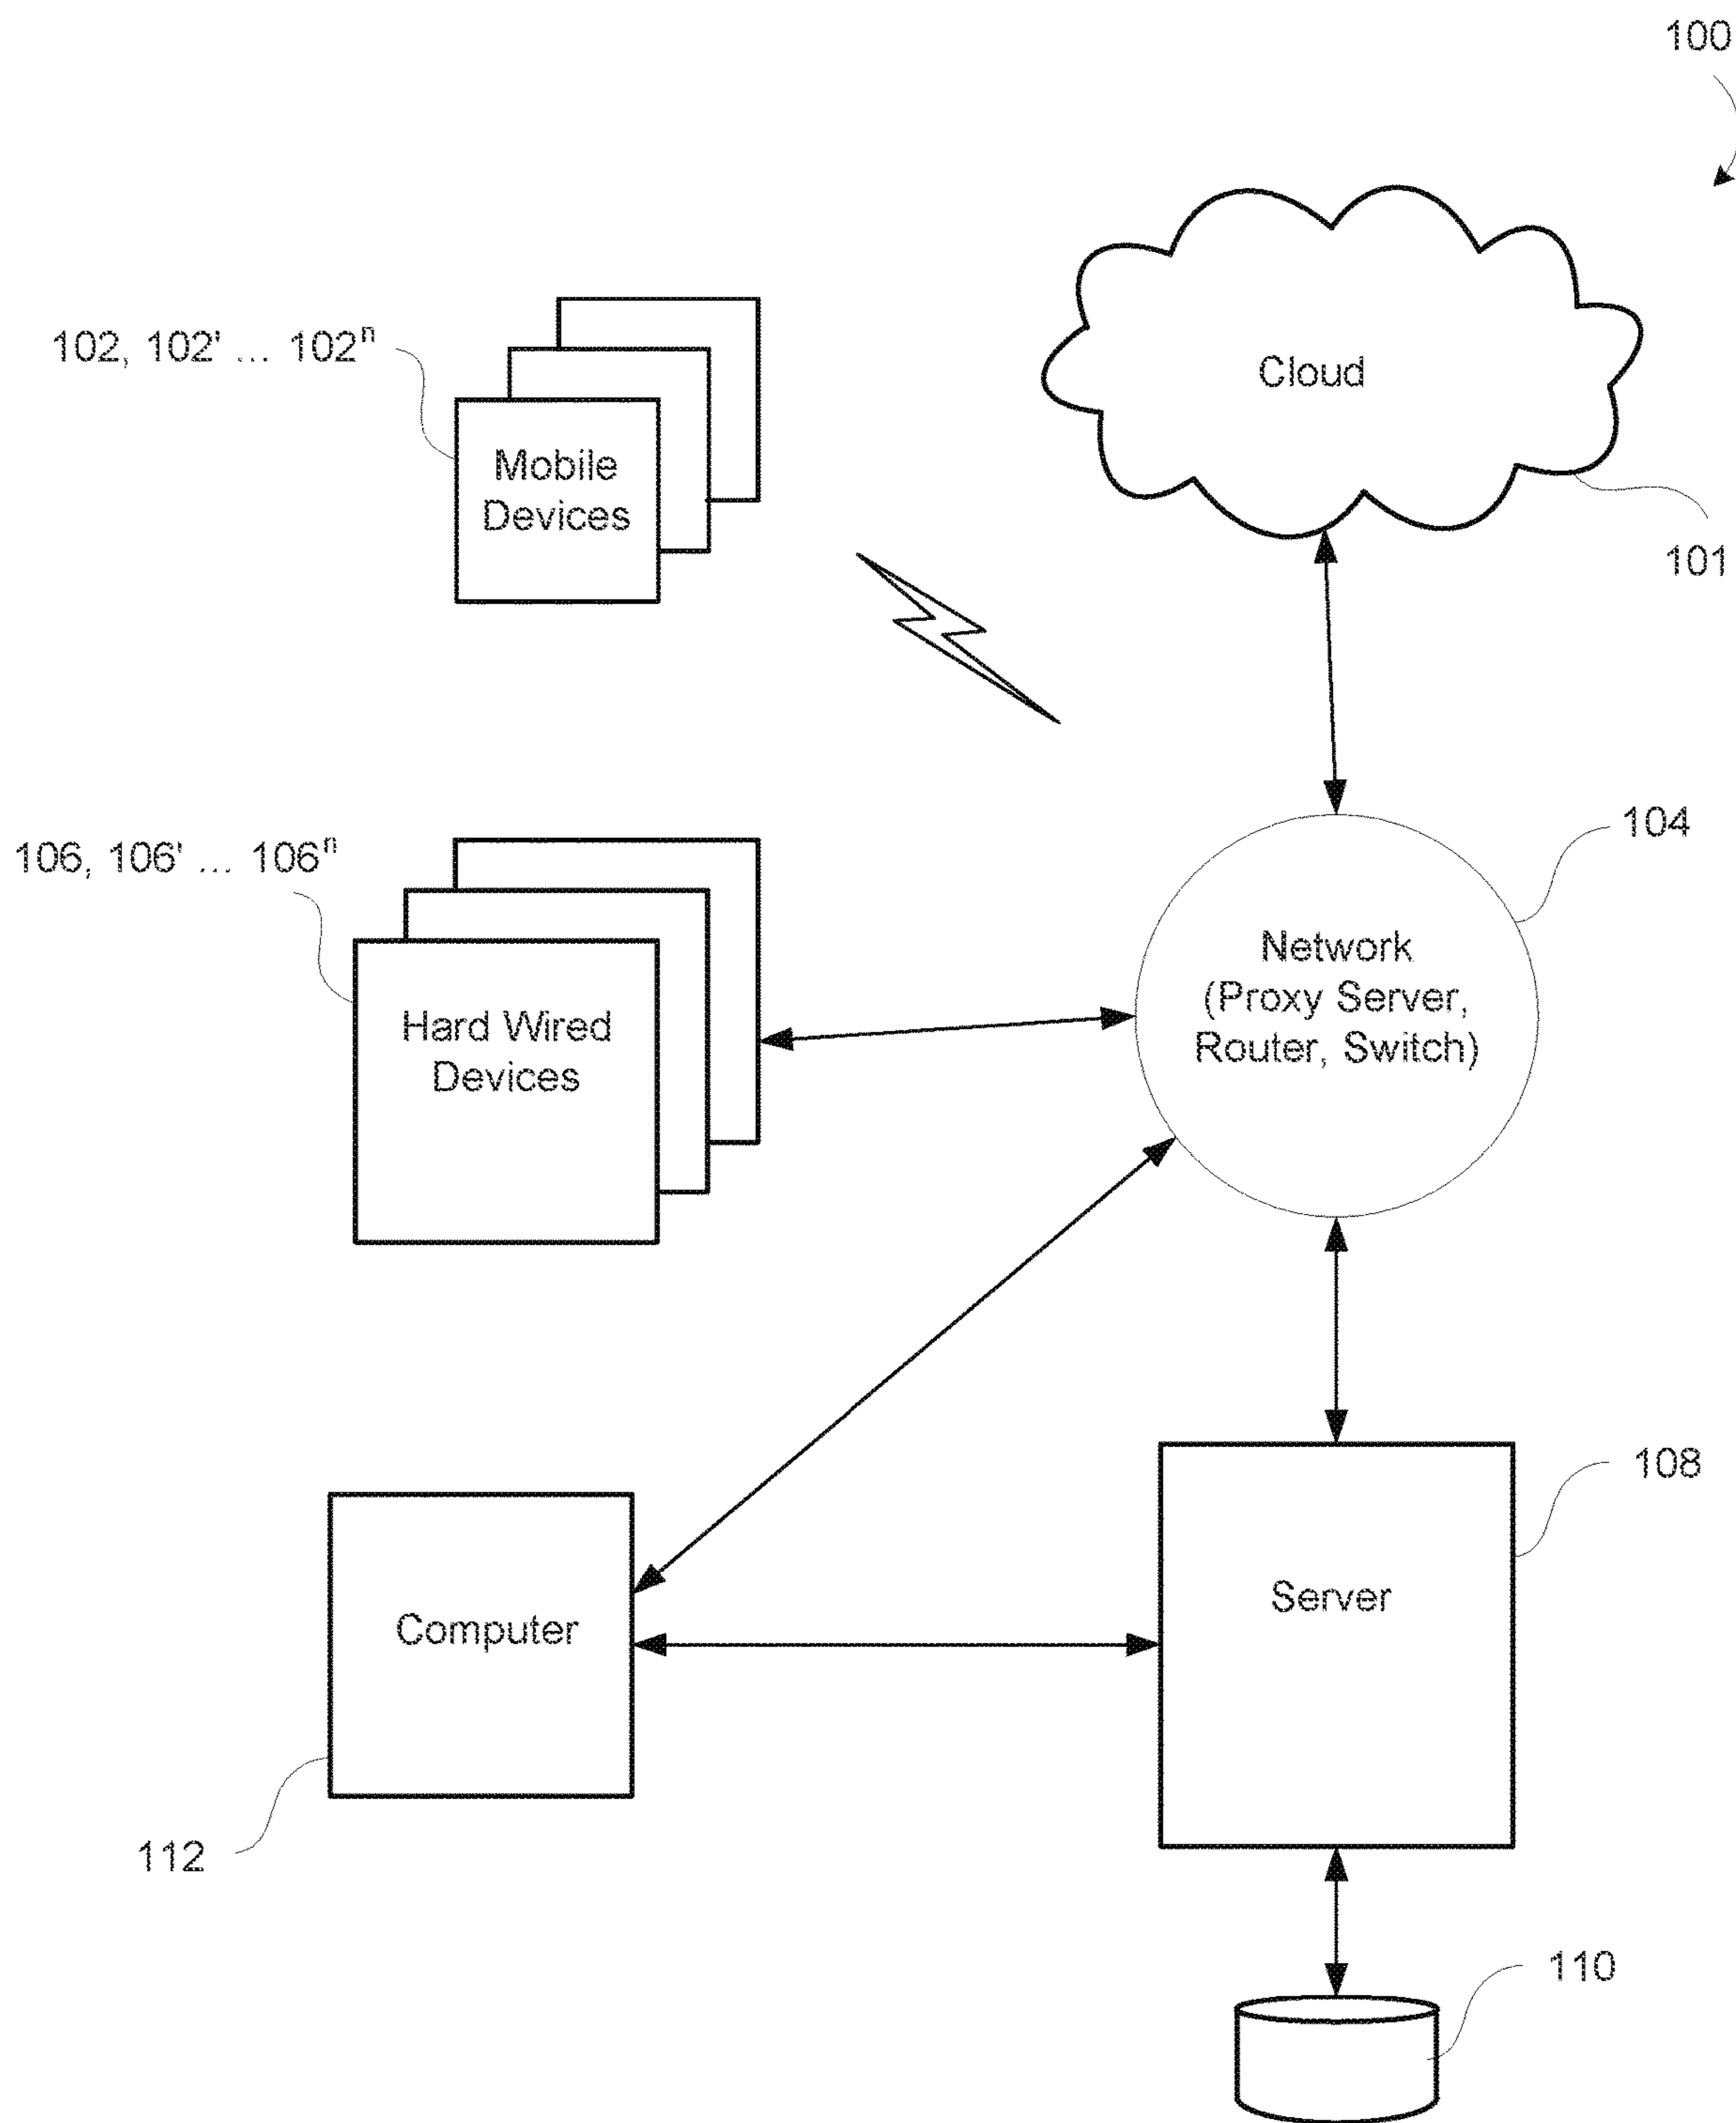 100
Cloud
102, 102' ... 102ⁿ
Mobile
Devices
101
104
106, 106' ... 106ⁿ
Network
(Proxy Server,
Router, Switch)
Hard Wired
Devices
108
Server
Computer
112
110